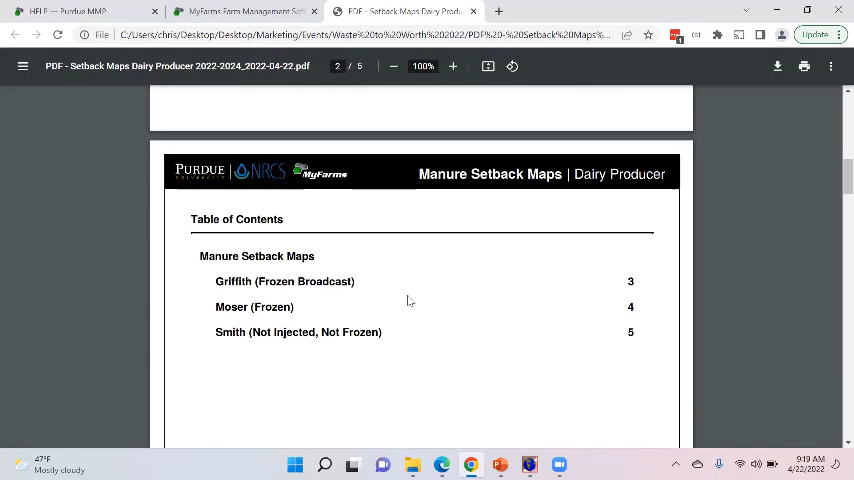 HELP — Purdue MMP
MyFarms Farm Management Soft
PDF - Setback Maps Dairy Produ
File
C:/Users/chris/Desktop/Desktop/Marketing/Events/Waste%20to%20Worth%202022/PDF%20-%20Setback%20Maps%...
1
Update
PDF - Setback Maps Dairy Producer 2022-2024_2022-04-22.pdf
2 / 5
100%
PURDUE UNIVERSITY
NRCS
MyFarms
Manure Setback Maps | Dairy Producer
Table of Contents
Manure Setback Maps
Griffith (Frozen Broadcast) 3
Moser (Frozen) 4
Smith (Not Injected, Not Frozen) 5
47°F
Mostly cloudy
9:19 AM
4/22/2022